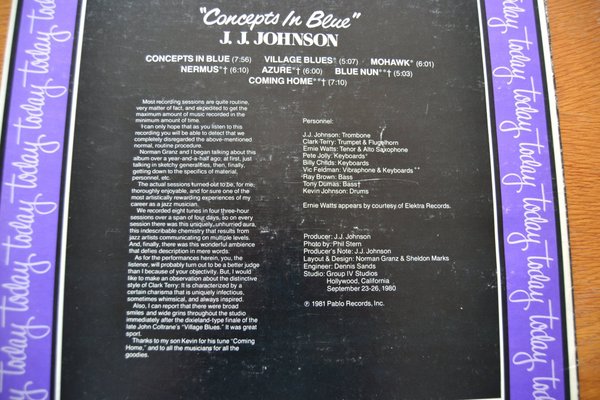 "Concepts In Blue"
J. J. JOHNSON
CONCEPTS IN BLUE (7:56) VILLAGE BLUES† (5:07) MOHAWK* (6:01)
NERMUS*† (6:10) AZURE*† (6:00) BLUE NUN**† (5:03)
COMING HOME**† (7:10)
Most recording sessions are quite routine,
very matter of fact, and expedited to get the
maximum amount of music recorded in the
minimum amount of time.
I can only hope that as you listen to this
recording you will be able to detect that we
completely disregarded the above-mentioned
normal, routine procedure.
Norman Granz and I began talking about this
album over a year-and-a-half ago; at first, just
talking in sketchy generalities, then, finally,
getting down to the specifics of material,
personnel, etc.
The actual sessions turned out to be, for me,
thoroughly enjoyable, and for sure one of the
most artistically rewarding experiences of my
career as a jazz musician.
We recorded eight tunes in four three-hour
sessions over a span of four days, so on every
session there was this uniquely, unhurried aura,
this indescribable chemistry that results from
jazz artists communicating on multiple levels.
And, finally, there was this wonderful ambience
that defies description in mere words.
As for the performances herein, you, the
listener, will probably turn out to be a better judge
than I because of your objectivity. But, I would
like to make an observation about the distinctive
style of Clark Terry: It is characterized by a
certain charisma that is uniquely infectious,
sometimes whimsical, and always inspired.
Also, I can report that there were broad
smiles and wide grins throughout the studio
immediately after the dixieland-type finale of the
late John Coltrane's "Village Blues." It was great
sport.
Thanks to my son Kevin for his tune "Coming
Home," and to all the musicians for all the
goodies.
Personnel:
J.J. Johnson: Trombone
Clark Terry: Trumpet & Flugelhorn
Ernie Watts: Tenor & Alto Saxophone
Pete Jolly: Keyboards*
Billy Childs: Keyboards
Vic Feldman: Vibraphone & Keyboards**
Ray Brown: Bass
Tony Dumas: Bass†
Kevin Johnson: Drums
Ernie Watts appears by courtesy of Elektra Records.
Producer: J.J. Johnson
Photo by: Phil Stern
Producer's Note: J.J. Johnson
Layout & Design: Norman Granz & Sheldon Marks
Engineer: Dennis Sands
Studio: Group IV Studios
Hollywood, California
September 23-26, 1980
℗ 1981 Pablo Records, Inc.
today today today today today today
today today today today today today